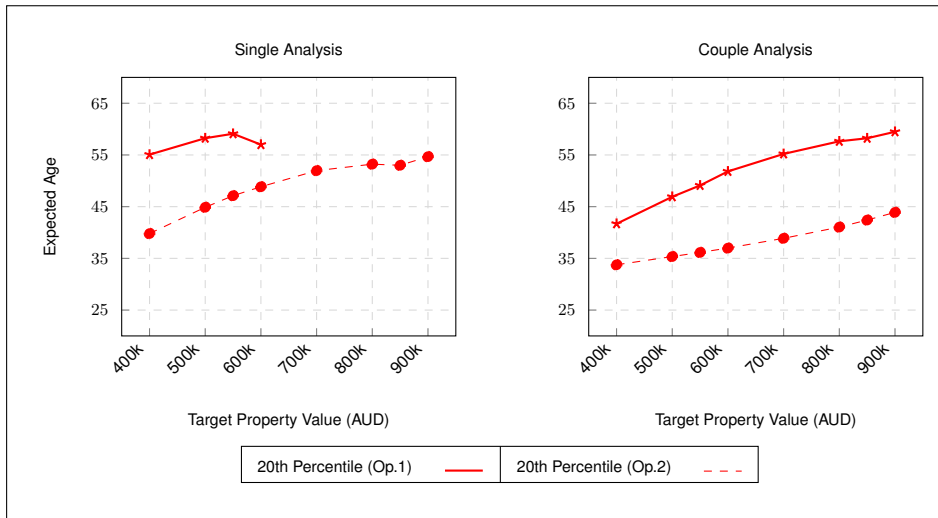 Single Analysis
Couple Analysis
Expected Age
65
55
45
35
25
400k
500k
600k
700k
800k
900k
Target Property Value (AUD)
65
55
45
35
25
400k
500k
600k
700k
800k
900k
Target Property Value (AUD)
20th Percentile (Op.1)
20th Percentile (Op.2)